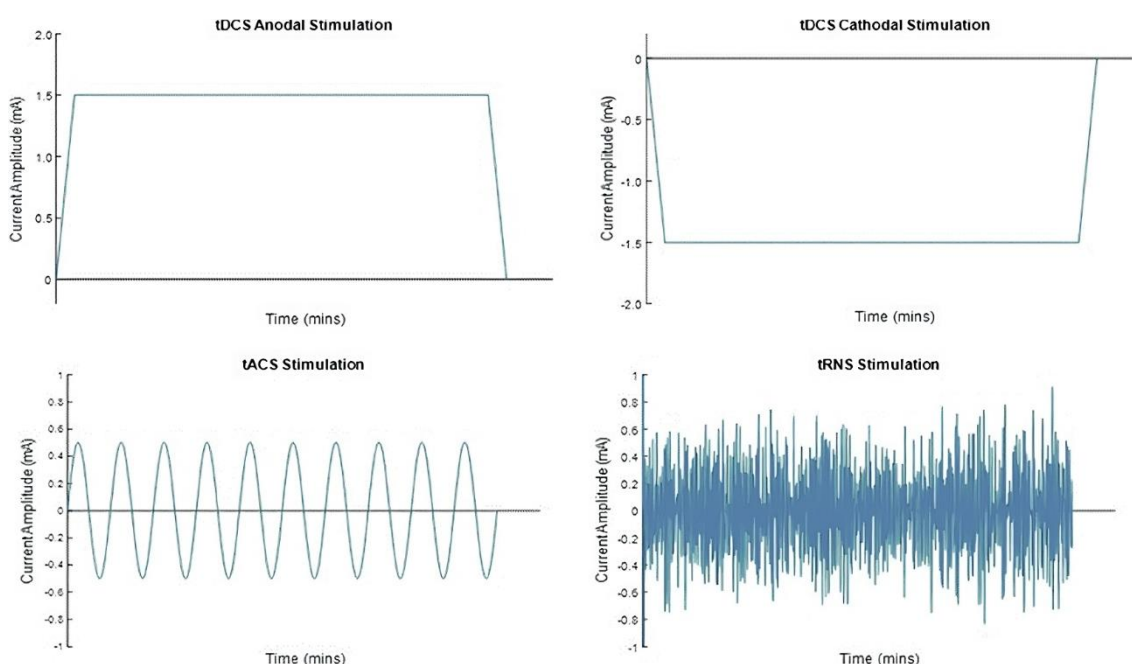 tDCS Anodal Stimulation
2.0
1.5
1.0
0.5
0
Current Amplitude (mA)
Time (mins)
tDCS Cathodal Stimulation
0
-0.5
-1.0
-1.5
-2.0
Current Amplitude (mA)
Time (mins)
tACS Stimulation
1
0.8
0.6
0.4
0.2
0
-0.2
-0.4
-0.6
-0.8
-1
Current Amplitude (mA)
Time (mins)
tRNS Stimulation
1
0.8
0.6
0.4
0.2
0
-0.2
-0.4
-0.6
-0.8
-1
Current Amplitude (mA)
Time (mins)